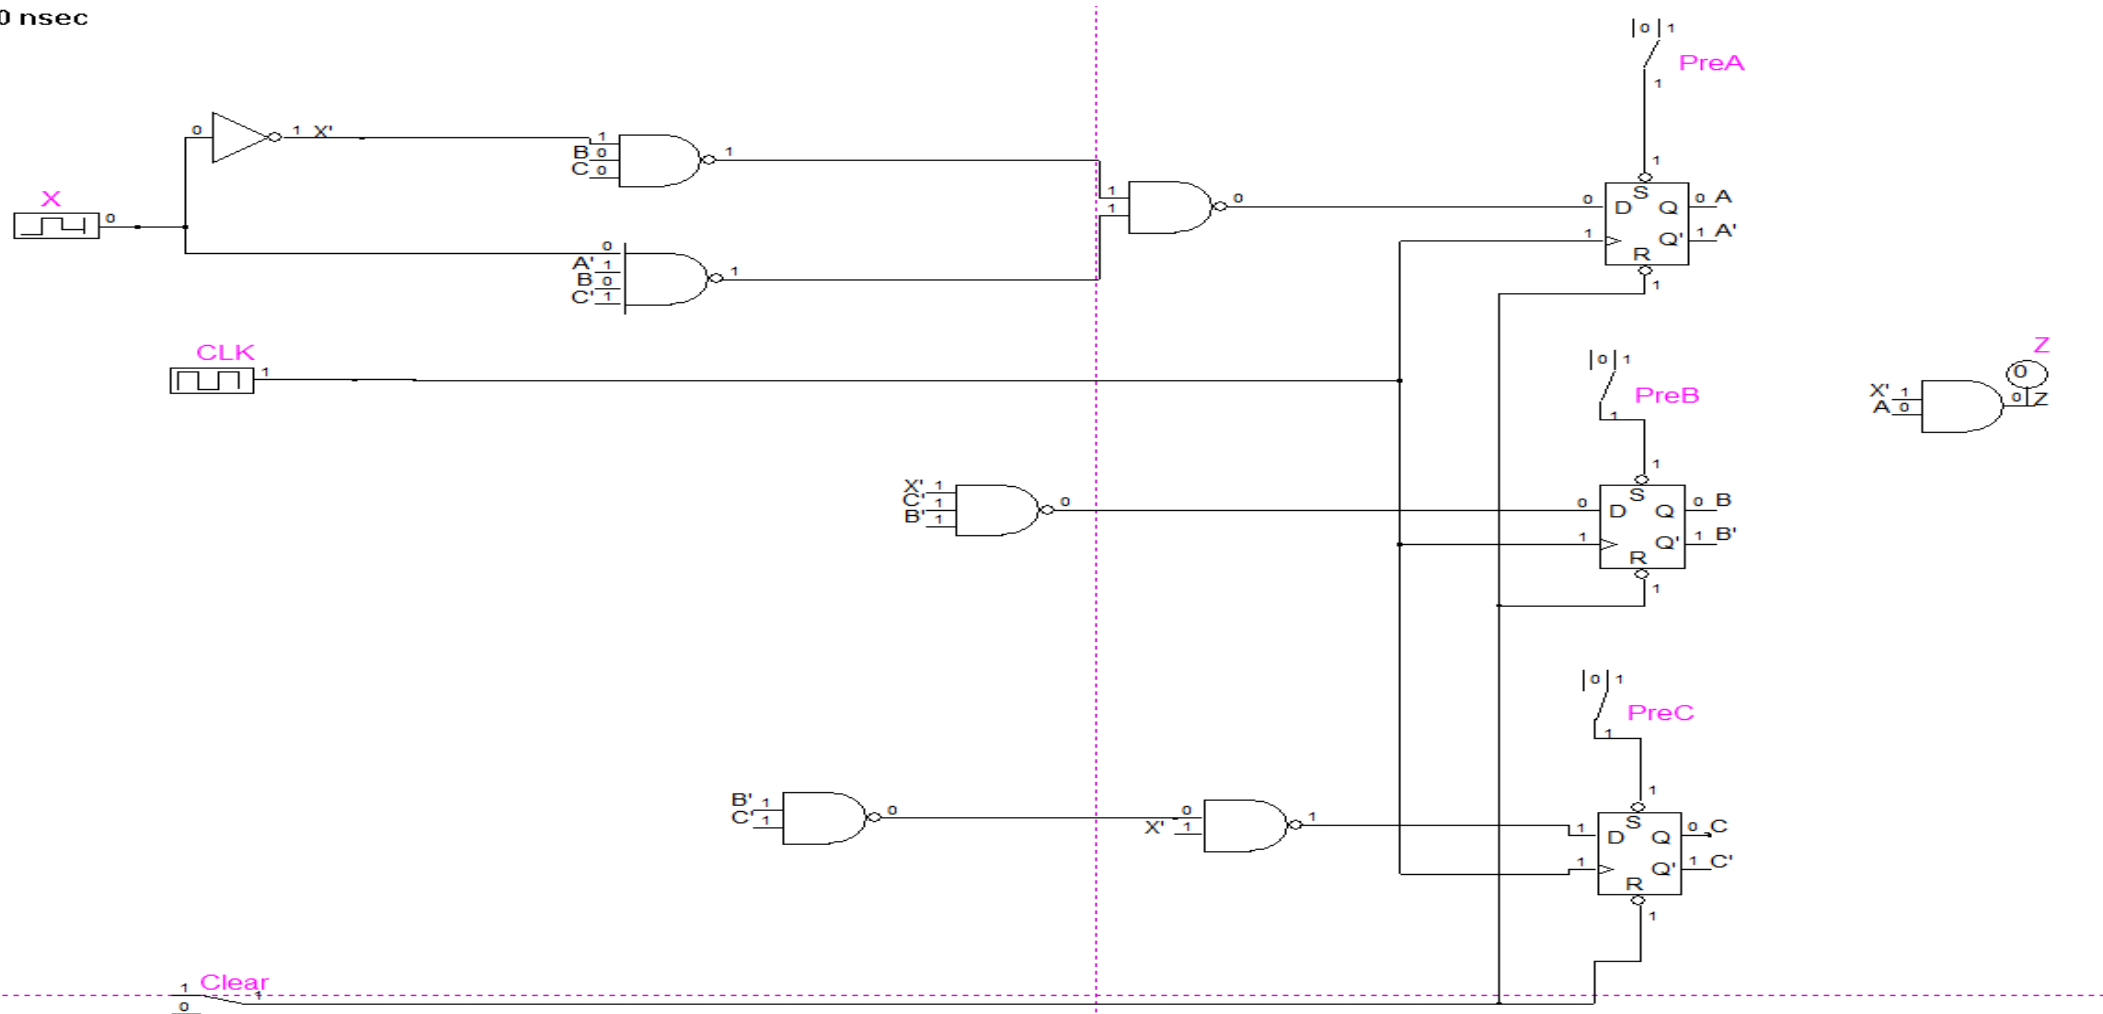 0 nsec
0 1
PreA
1
1
0 1 X'
1
B 0
C 0
1
X
0
1
1
0
0 D S Q 0 A
1 Q' 1 A'
R
1
0
A' 1
B 0
C' 1
1
CLK
1
0 1
PreB
1
1
Z
0
X' 1
A 0
0 Z
X' 1
C' 1
B' 1
0
0 D S Q 0 B
1 Q' 1 B'
R
1
0 1
PreC
1
1
B' 1
C' 1
0
0
X' 1
1
1 D S Q 0 C
1 Q' 1 C'
R
1
1 Clear
1
0